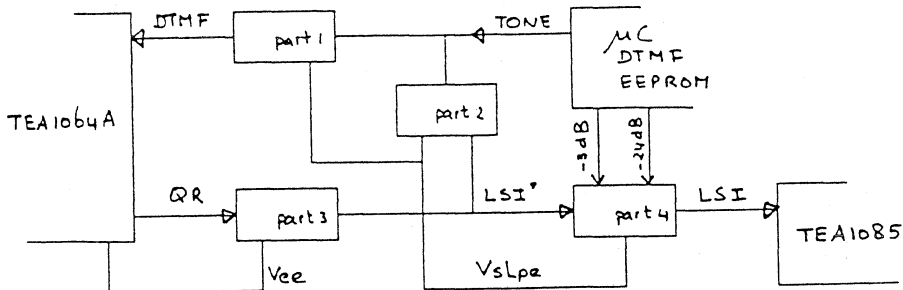 DTMF
part 1
TONE
μC
DTMF
EEPROM
TEA1064A
part 2
-3dB
-24dB
QR
part 3
LSI'
part 4
LSI
TEA1085
Vee
VsLpe